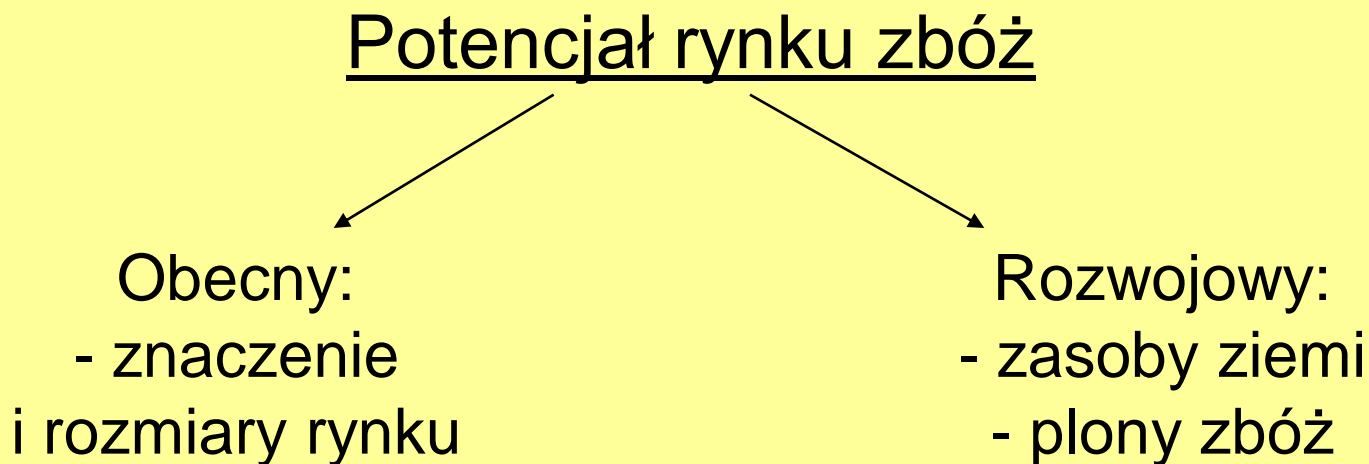 Potencjał rynku zbóż
Obecny:
- znaczenie
i rozmiary rynku
Rozwojowy:
- zasoby ziemi
- plony zbóż